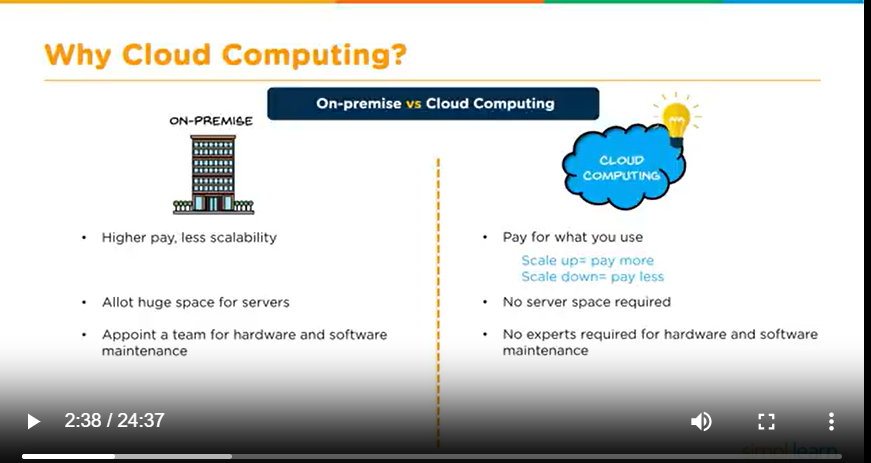 Why Cloud Computing?
On-premise vs Cloud Computing
ON-PREMISE
CLOUD
COMPUTING
• Higher pay, less scalability
• Pay for what you use
Scale up= pay more
Scale down= pay less
• Allot huge space for servers
• No server space required
• Appoint a team for hardware and software
maintenance
• No experts required for hardware and software
maintenance
2:38 / 24:37
simplilearn